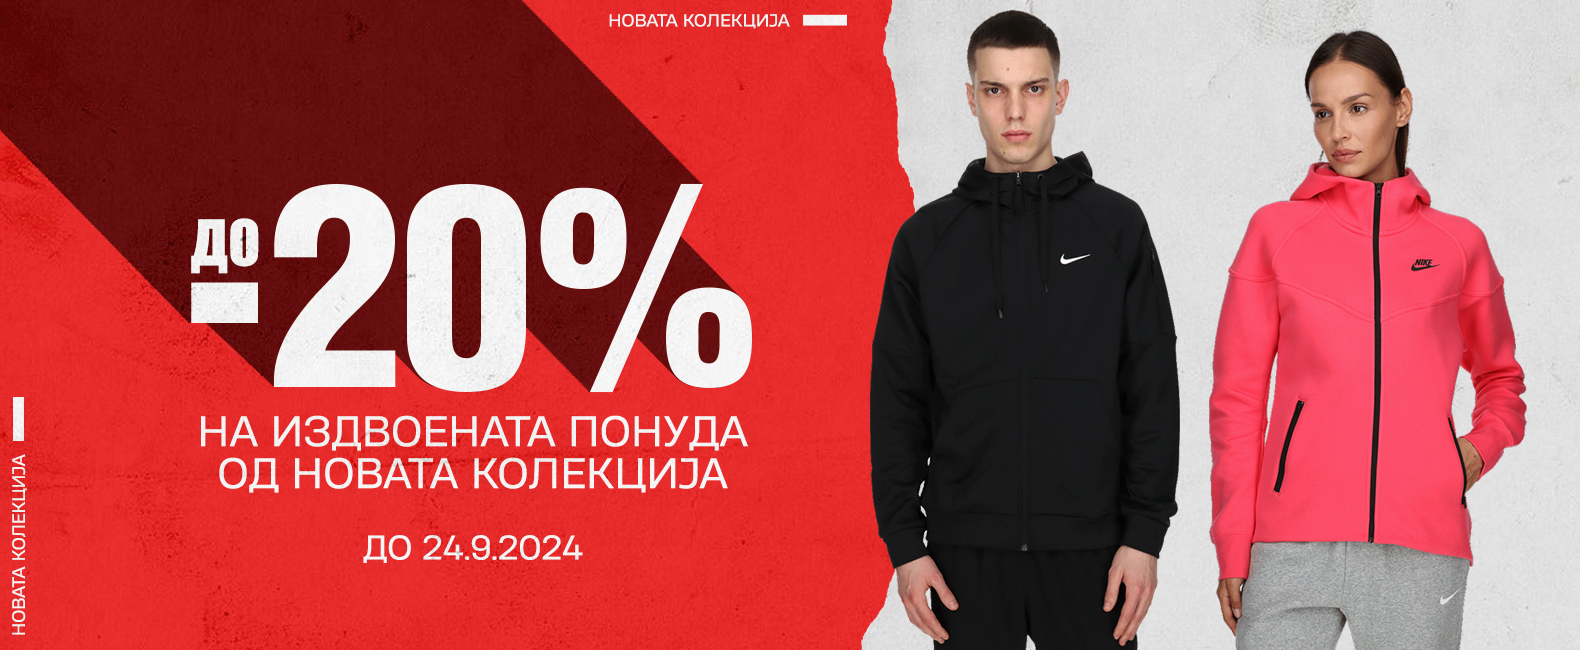 НОВАТА КОЛЕКЦИЈА
ДО
-20%
НА ИЗДВОЕНАТА ПОНУДА
ОД НОВАТА КОЛЕКЦИЈА
ДО 24.9.2024
НОВАТА КОЛЕКЦИЈА
NIKE